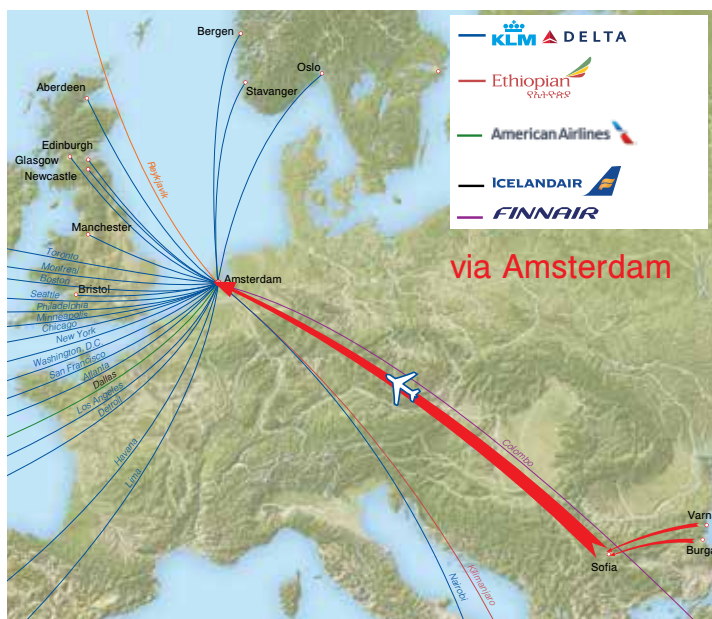 KLM DELTA
Ethiopian
የኢትዮጵያ
American Airlines
ICELANDAIR
FINNAIR
via Amsterdam
Bergen
Oslo
Stavanger
Aberdeen
Edinburgh
Glasgow
Newcastle
Reykjavik
Manchester
Toronto
Montreal
Boston
Seattle
Bristol
Philadelphia
Minneapolis
Chicago
New York
Washington, D.C.
San Francisco
Atlanta
Dallas
Los Angeles
Detroit
Havana
Lima
Amsterdam
Colombo
Nairobi
Kilimanjaro
Sofia
Varn
Burga